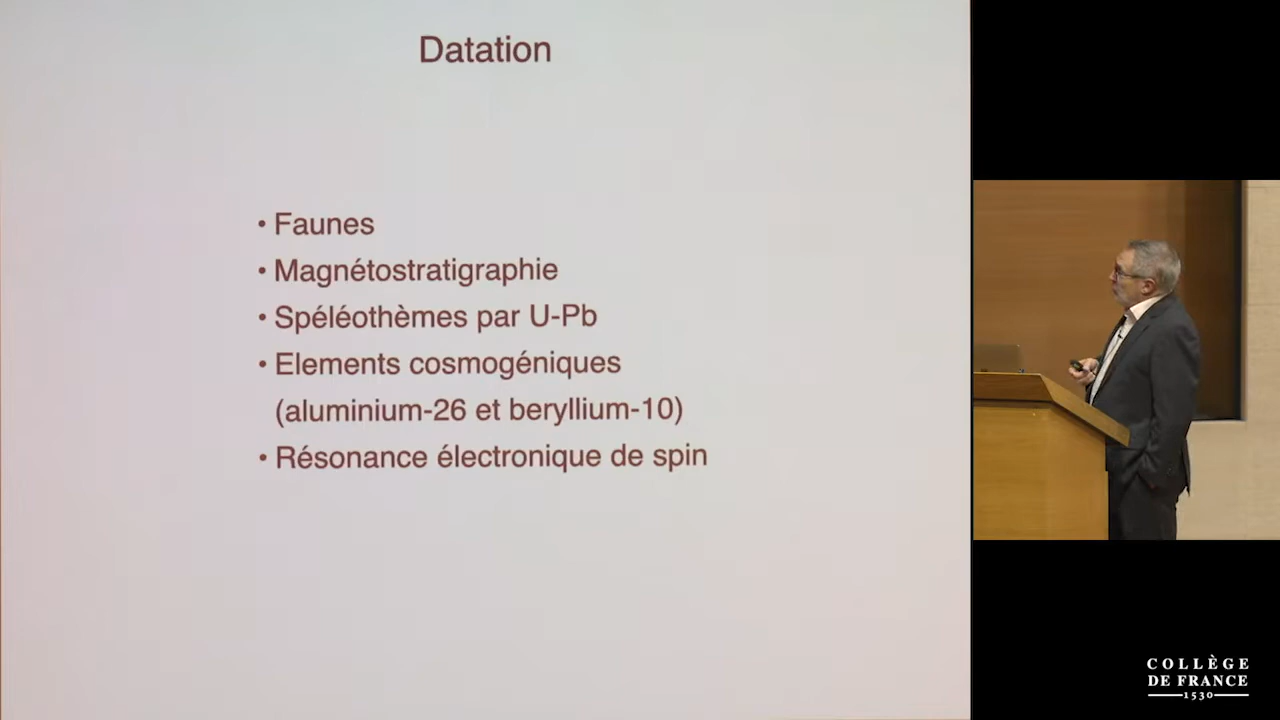 Datation
• Faunes
• Magnétostratigraphie
• Spéléothèmes par U-Pb
• Elements cosmogéniques
(aluminium-26 et beryllium-10)
• Résonance électronique de spin
COLLÈGE
DE FRANCE
1530